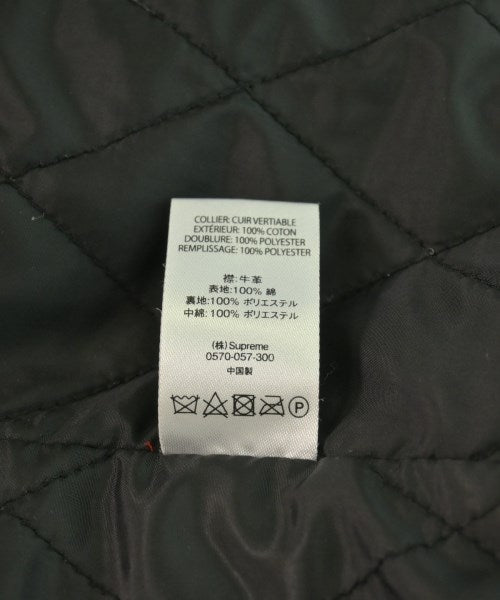 COLLIER: CUIR VERTIABLE
EXTÉRIEUR: 100% COTON
DOUBLURE: 100% POLYESTER
REMPLISSAGE: 100% POLYESTER
襟: 牛革
表地: 100% 綿
裏地: 100% ポリエステル
中綿: 100% ポリエステル
(株) Supreme
0570-057-300
中国製
P